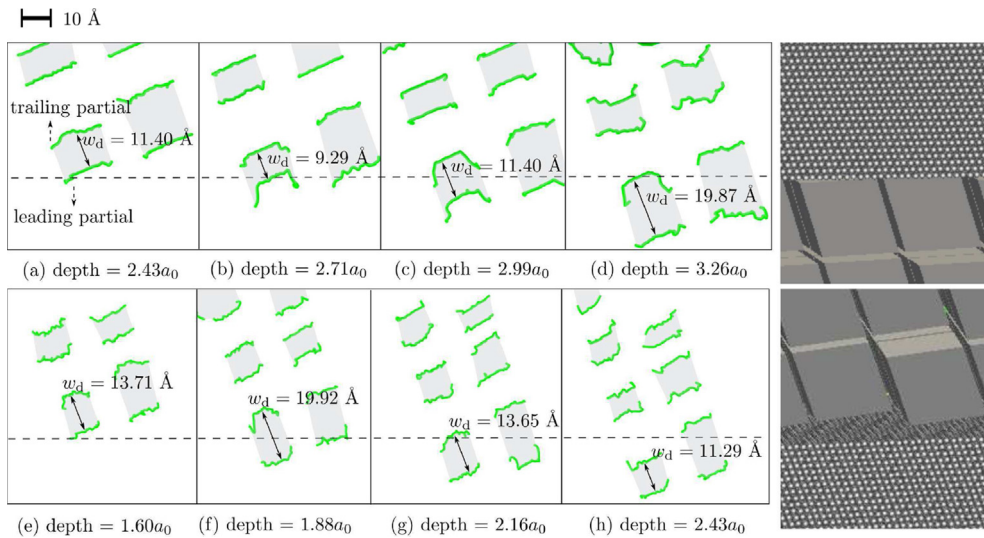 10 Å
trailing partial
w_d = 11.40 Å
leading partial
w_d = 9.29 Å
w_d = 11.40 Å
w_d = 19.87 Å
(a) depth = 2.43a_0
(b) depth = 2.71a_0
(c) depth = 2.99a_0
(d) depth = 3.26a_0
w_d = 13.71 Å
w_d = 19.92 Å
w_d = 13.65 Å
w_d = 11.29 Å
(e) depth = 1.60a_0
(f) depth = 1.88a_0
(g) depth = 2.16a_0
(h) depth = 2.43a_0